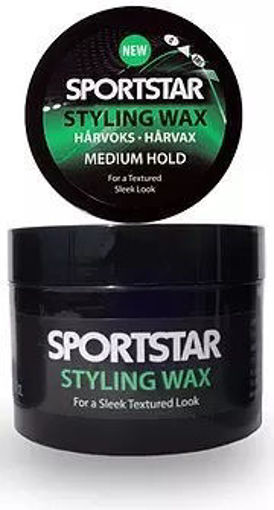 NEW
SPORTSTAR
STYLING WAX
HÅRVOKS · HÅRVAX
MEDIUM HOLD
For a Textured
Sleek Look
SPORTSTAR
STYLING WAX
For a Sleek Textured Look